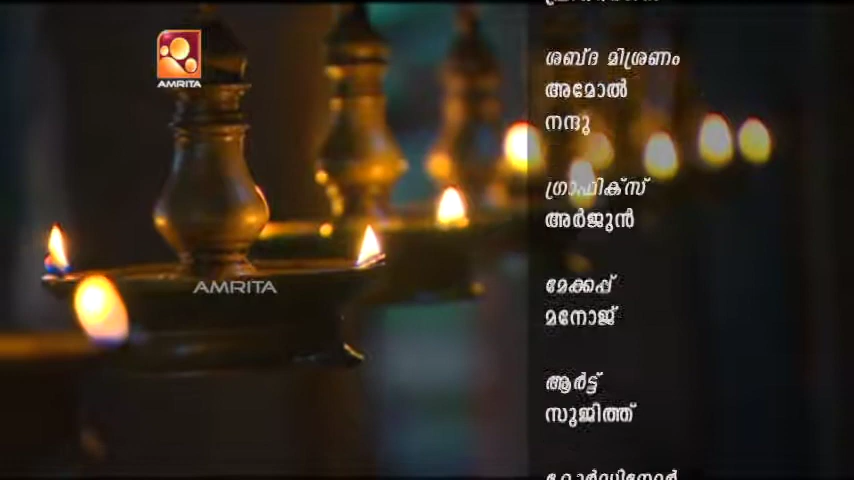 AMRITA
AMRITA
ശബ്ദ മിശ്രണം
അമോൽ
നന്ദു
ഗ്രാഫിക്സ്
അർജുൻ
മേക്കപ്പ്
മനോജ്
ആർട്ട്
സുജിത്ത്